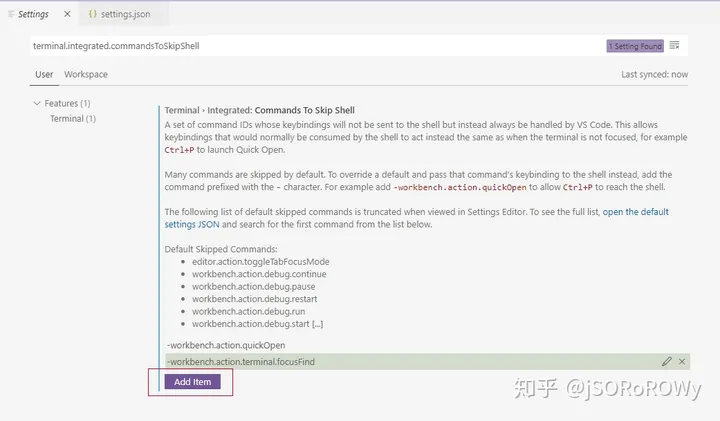 Settings
settings.json
terminal.integrated.commandsToSkipShell
1 Setting Found
User
Workspace
Last synced: now
Features (1)
Terminal (1)
Terminal › Integrated: Commands To Skip Shell
A set of command IDs whose keybindings will not be sent to the shell but instead always be handled by VS Code. This allows
keybindings that would normally be consumed by the shell to act instead the same as when the terminal is not focused, for example
Ctrl+P to launch Quick Open.
Many commands are skipped by default. To override a default and pass that command's keybinding to the shell instead, add the
command prefixed with the - character. For example add -workbench.action.quickOpen to allow Ctrl+P to reach the shell.
The following list of default skipped commands is truncated when viewed in Settings Editor. To see the full list, open the default
settings JSON and search for the first command from the list below.
Default Skipped Commands:
• editor.action.toggleTabFocusMode
• workbench.action.debug.continue
• workbench.action.debug.pause
• workbench.action.debug.restart
• workbench.action.debug.run
• workbench.action.debug.start [...]
-workbench.action.quickOpen
-workbench.action.terminal.focusFind
Add Item
知乎 @jSORoROWy